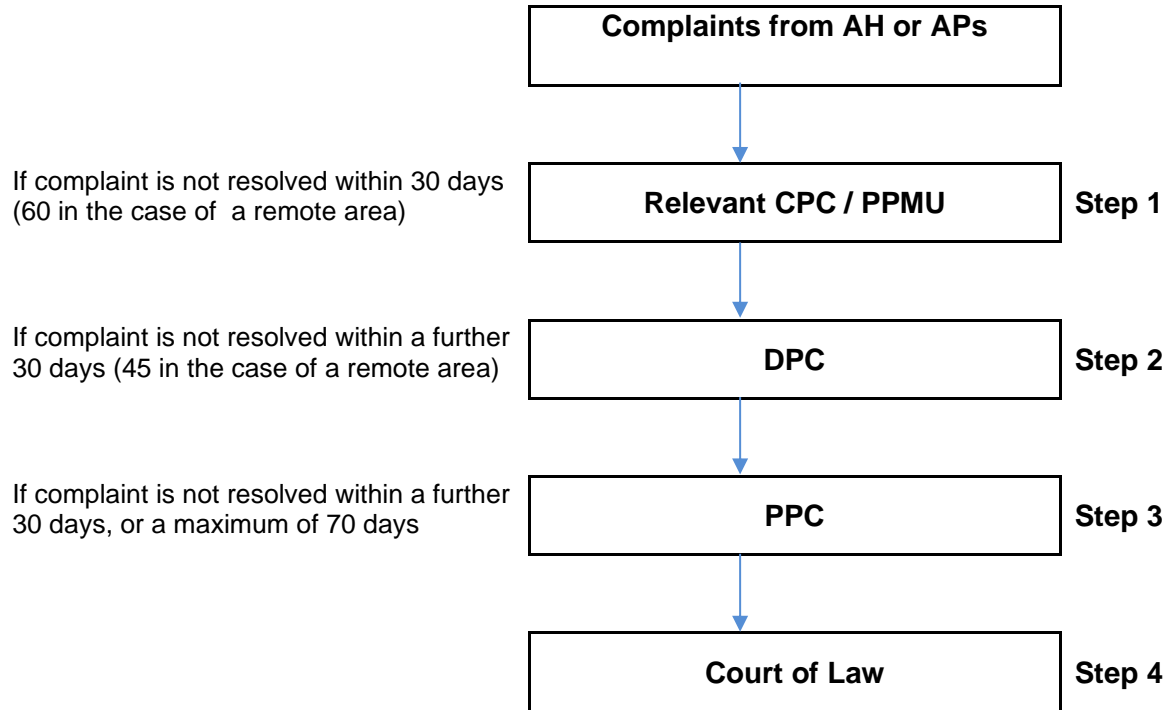 Complaints from AH or APs
If complaint is not resolved within 30 days
(60 in the case of a remote area)
Relevant CPC / PPMU
Step 1
If complaint is not resolved within a further
30 days (45 in the case of a remote area)
DPC
Step 2
If complaint is not resolved within a further
30 days, or a maximum of 70 days
PPC
Step 3
Court of Law
Step 4